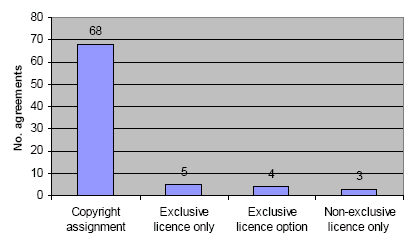 80
70
60
50
40
30
20
10
0
No. agreements
68
5
4
3
Copyright
assignment
Exclusive
licence only
Exclusive
licence option
Non-exclusive
licence only